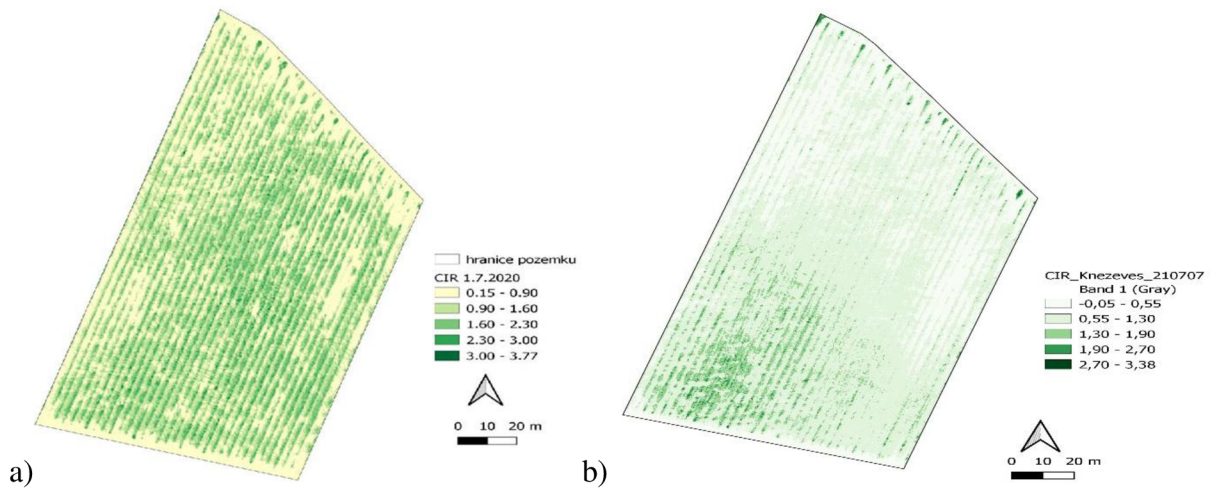 hranice pozemku
CIR 1.7.2020
0.15 - 0.90
0.90 - 1.60
1.60 - 2.30
2.30 - 3.00
3.00 - 3.77
0 10 20 m
a)
CIR_Knezeves_210707
Band 1 (Gray)
-0,05 - 0,55
0,55 - 1,30
1,30 - 1,90
1,90 - 2,70
2,70 - 3,38
0 10 20 m
b)